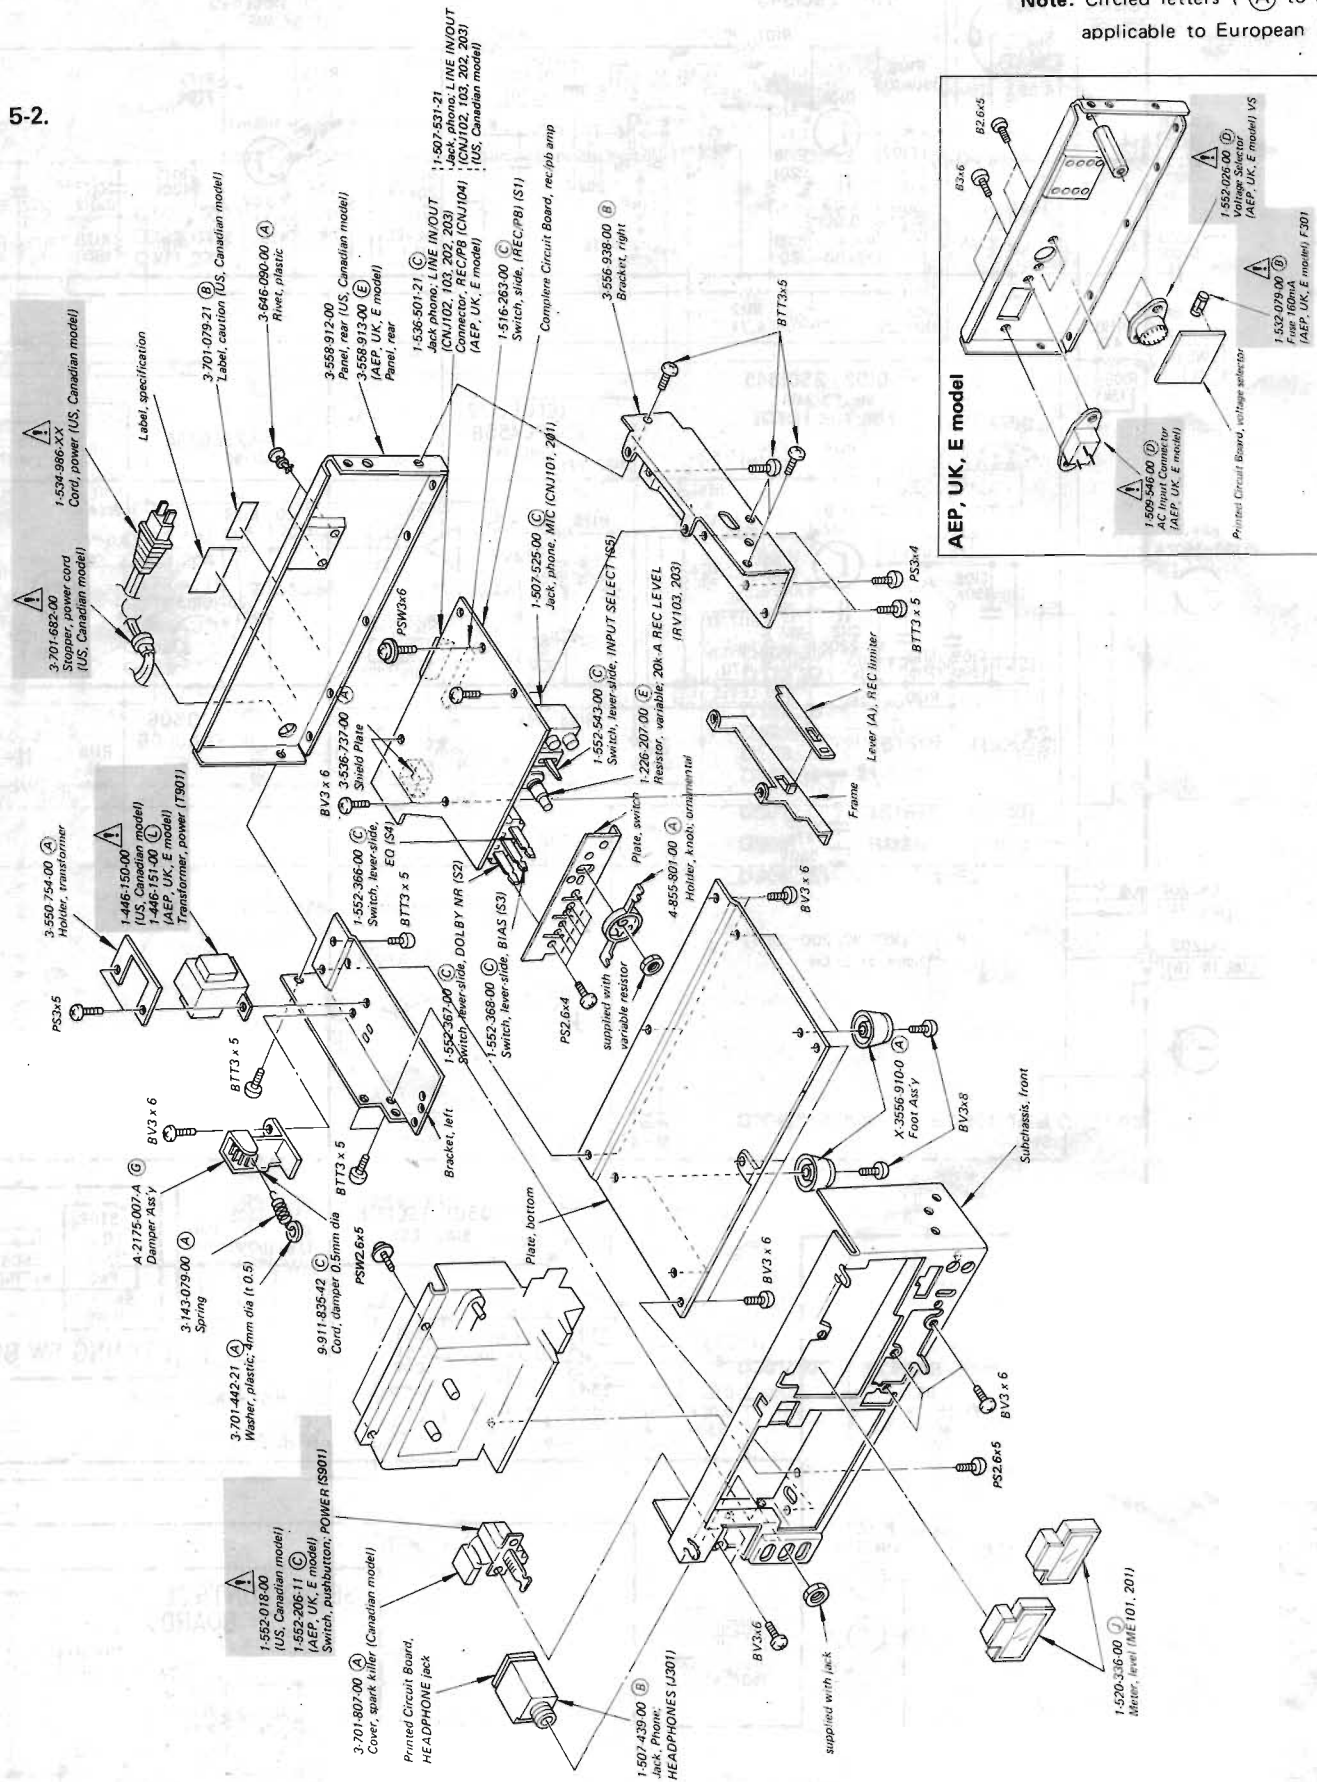 Note: Circled letters ( Ⓐ to
applicable to European
5-2.
3-701-682-00
Stopper, power cord
(US, Canadian model)
1-534-986-XX
Cord, power (US, Canadian model)
Label, specification
3-701-079-21 Ⓑ
Label, caution (US, Canadian model)
3-646-090-00 Ⓐ
Rivet, plastic
3-558-912-00
Panel, rear (US, Canadian model)
3-558-913-00 Ⓔ
(AEP, UK, E model)
Panel, rear
1-507-531-21
Jack, phono; LINE IN/OUT
(CNJ102, 103, 202, 203)
(US, Canadian model)
1-536-501-21 Ⓒ
Jack phono; LINE IN/OUT
(CNJ102, 103, 202, 203)
Connector, REC/PB (CNJ104)
(AEP, UK, E model)
1-516-263-00 Ⓒ
Switch, slide, (REC/PB) (S1)
Complere Circuit Board, rec/pb amp
3-556-938-00 Ⓑ
Bracket, right
BTT3x5
PS3x4
BTT3 x 5
3-550-754-00 Ⓐ
Holder, transformer
1-446-150-00
(US, Canadian model)
1-446-151-00 Ⓛ
(AEP, UK, E model)
Transformer, power (T901)
PS3x5
BTT3 x 5
BTT3 x 5
BTT3 x 5
Bracket, left
PSW3x6
BV3 x 6
3-536-737-00 Ⓐ
Shield Plate
1-507-525-00 Ⓒ
Jack, phone, MIC (CNJ101, 201)
1-552-543-00 Ⓒ
Switch, lever-slide, INPUT SELECT (S5)
1-226-207-00 Ⓔ
Resistor, variable; 20k-A REC LEVEL
(RV103, 203)
1-552-366-00 Ⓒ
Switch, lever-slide,
EQ (S4)
1-552-367-00 Ⓒ
Switch, lever-slide, DOLBY NR (S2)
1-552-368-00 Ⓒ
Switch, lever-slide, BIAS (S3)
Plate, switch
4-855-801-00 Ⓐ
Holder, knob; ornamental
PS2.6x4
supplied with
variable resistor
Lever (A), REC limiter
Frame
BV3 x 6
A-2175-007-A Ⓖ
Damper Ass'y
3-143-079-00 Ⓐ
Spring
3-701-442-21 Ⓐ
Washer, plastic; 4mm dia (t 0.5)
9-911-835-42 Ⓒ
Cord, damper 0.5mm dia
PSW2.6x5
Plate, bottom
BV3 x 6
X-3556-910-0 Ⓐ
Foot Ass'y
BV3x8
BV3 x 6
Subchassis, front
BV3 x 6
PS2.6x5
1-552-018-00
(US, Canadian model)
1-552-206-11 Ⓒ
(AEP, UK, E model)
Switch, pushbutton; POWER (S901)
3-701-807-00 Ⓐ
Cover, spark killer (Canadian model)
Printed Circuit Board,
HEADPHONE jack
1-507-439-00 Ⓑ
Jack, Phone;
HEADPHONES (J301)
BV3x6
supplied with jack
1-520-336-00 Ⓙ
Meter, level (ME101, 201)
AEP, UK, E model
B3x6
B2.6x5
1-552-026-00 Ⓓ
Voltage Selector
(AEP, UK, E model) VS
1-532-079-00 Ⓑ
Fuse 160mA
(AEP, UK, E model) F301
1-509-546-00 Ⓓ
AC Input Connector
(AEP, UK, E model)
Printed Circuit Board, voltage selector